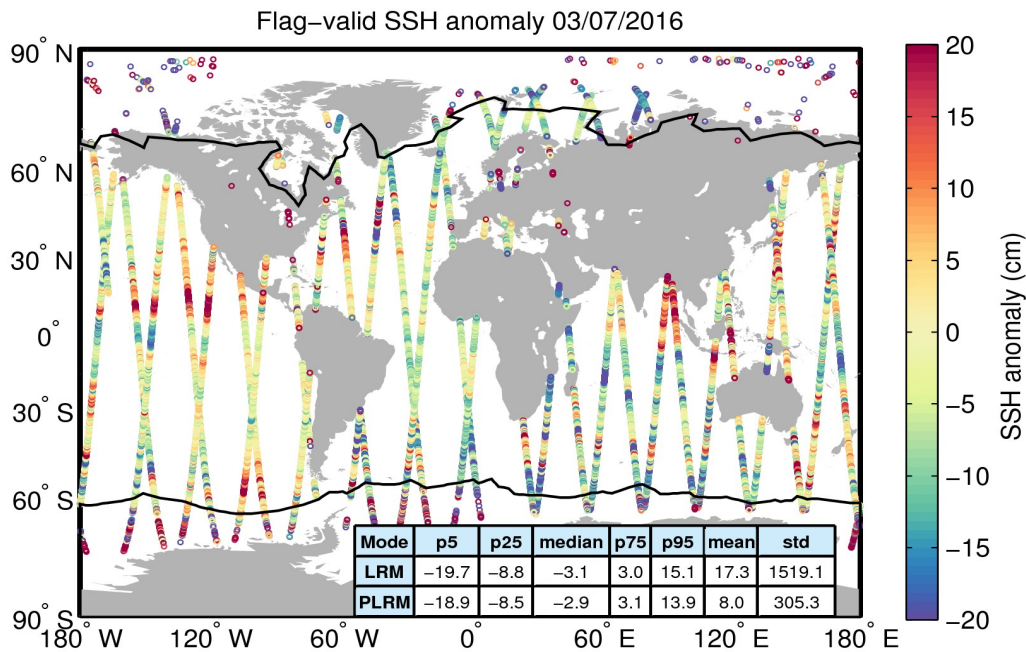 Flag−valid SSH anomaly 03/07/2016
90° N
60° N
30° N
0°
30° S
60° S
90° S
180° W
120° W
60° W
0°
60° E
120° E
180° E
Mode p5 p25 median p75 p95 mean std
LRM −19.7 −8.8 −3.1 3.0 15.1 17.3 1519.1
PLRM −18.9 −8.5 −2.9 3.1 13.9 8.0 305.3
20
15
10
5
0
−5
−10
−15
−20
SSH anomaly (cm)